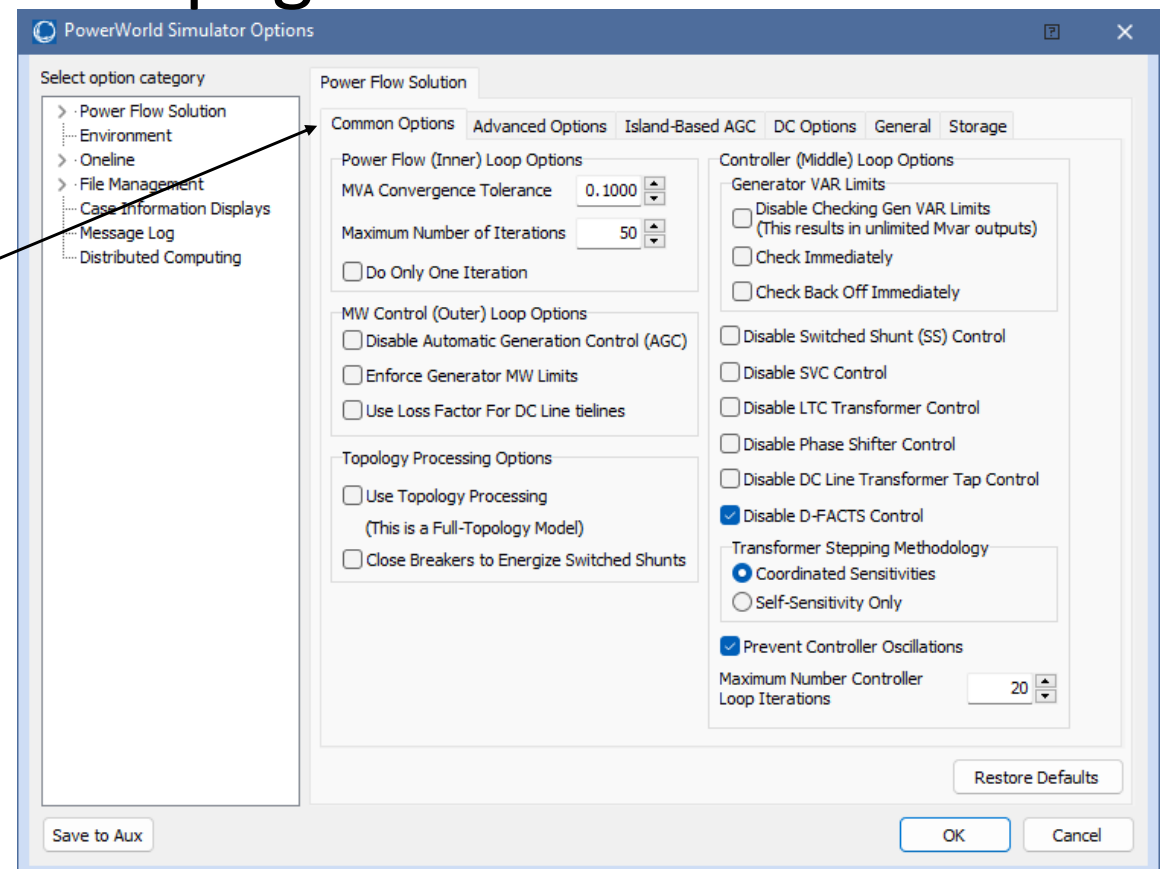 PowerWorld Simulator Options
Select option category
Power Flow Solution
Environment
Oneline
File Management
Case Information Displays
Message Log
Distributed Computing
Power Flow Solution
Common Options Advanced Options Island-Based AGC DC Options General Storage
Power Flow (Inner) Loop Options
MVA Convergence Tolerance 0.1000
Maximum Number of Iterations 50
Do Only One Iteration
MW Control (Outer) Loop Options
Disable Automatic Generation Control (AGC)
Enforce Generator MW Limits
Use Loss Factor For DC Line tielines
Topology Processing Options
Use Topology Processing
(This is a Full-Topology Model)
Close Breakers to Energize Switched Shunts
Controller (Middle) Loop Options
Generator VAR Limits
Disable Checking Gen VAR Limits
(This results in unlimited Mvar outputs)
Check Immediately
Check Back Off Immediately
Disable Switched Shunt (SS) Control
Disable SVC Control
Disable LTC Transformer Control
Disable Phase Shifter Control
Disable DC Line Transformer Tap Control
Disable D-FACTS Control
Transformer Stepping Methodology
Coordinated Sensitivities
Self-Sensitivity Only
Prevent Controller Oscillations
Maximum Number Controller
Loop Iterations 20
Restore Defaults
Save to Aux
OK Cancel